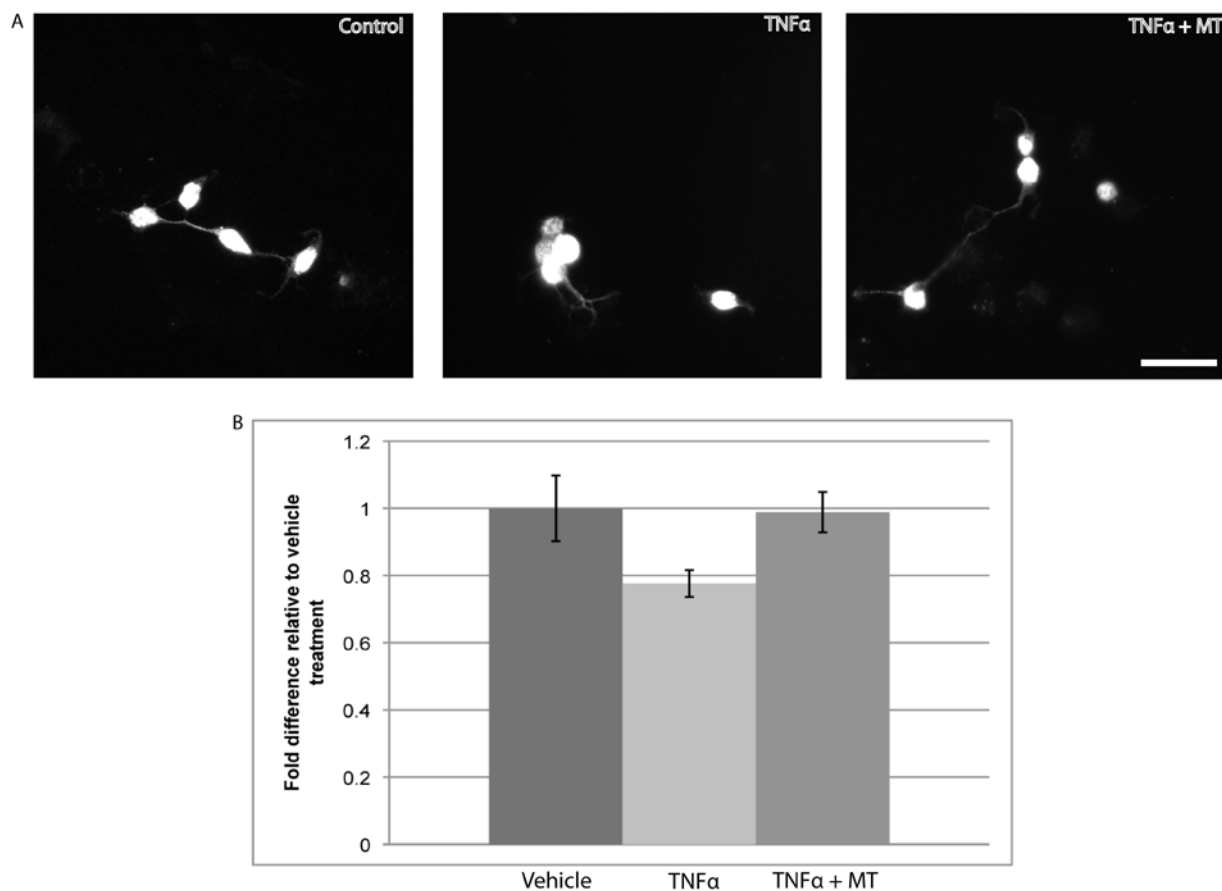 A
Control
TNFα
TNFα + MT
B
Fold difference relative to vehicle
treatment
1.2
1
0.8
0.6
0.4
0.2
0
Vehicle
TNFα
TNFα + MT